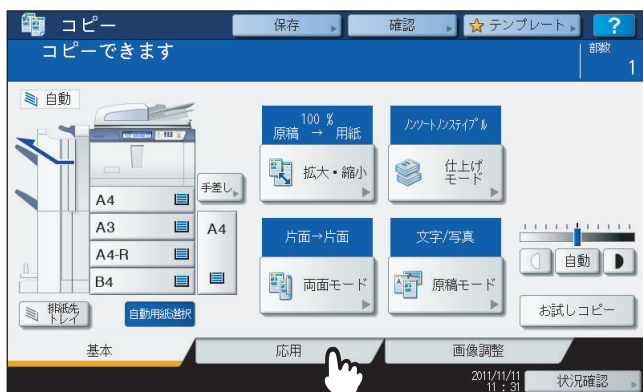 コピー
保存
確認
テンプレート
?
コピーできます
部数
1
自動
100 %
原稿 → 用紙
ノンソート/ノンステイプル
拡大・縮小
仕上げ
モード
手差し
A4
A3
A4-R
B4
A4
片面→片面
文字/写真
両面モード
原稿モード
自動
排紙先
トレイ
自動用紙選択
お試しコピー
基本
応用
画像調整
2011/11/11
11 : 31
状況確認